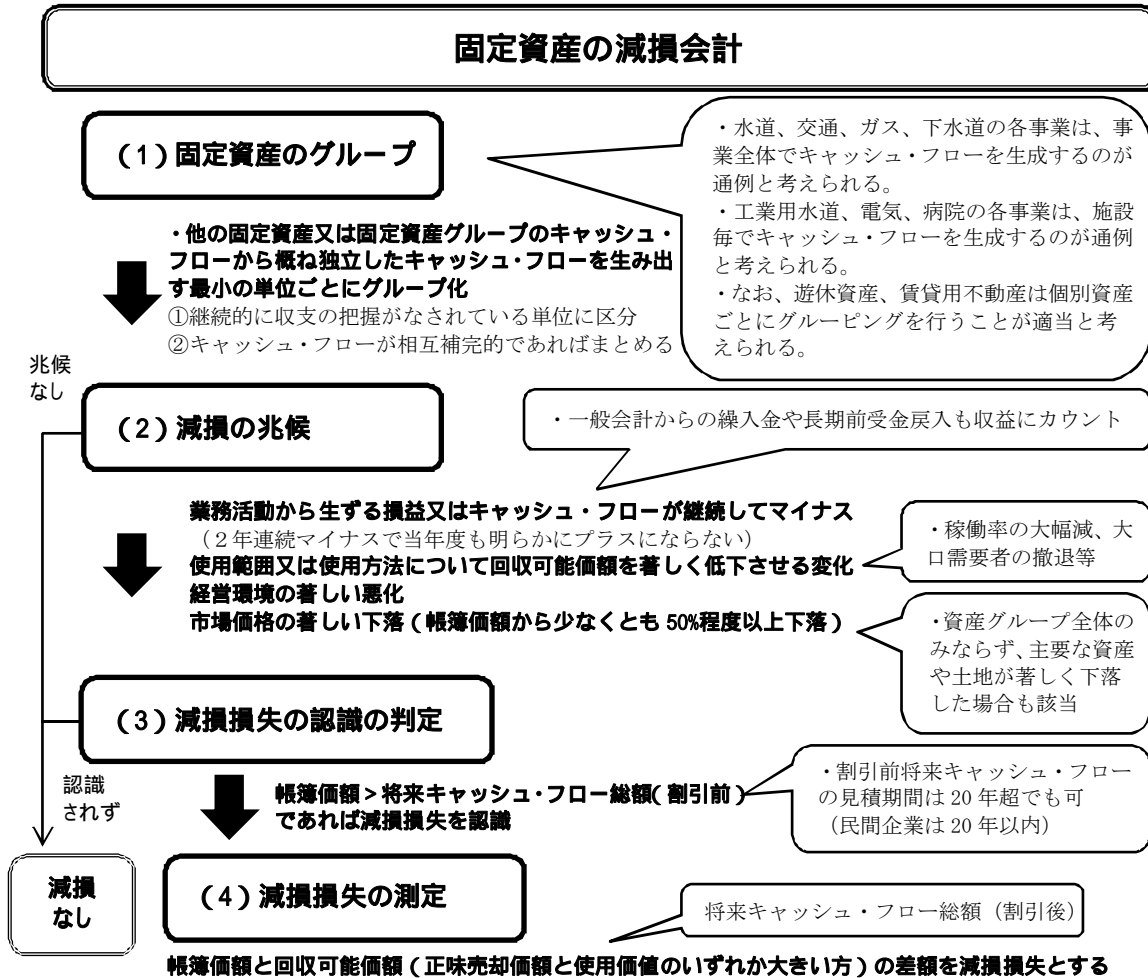 固定資産の減損会計
（1）固定資産のグループ
・水道、交通、ガス、下水道の各事業は、事
業全体でキャッシュ・フローを生成するのが
通例と考えられる。
・工業用水道、電気、病院の各事業は、施設
毎でキャッシュ・フローを生成するのが通例
と考えられる。
・なお、遊休資産、賃貸用不動産は個別資産
ごとにグルーピングを行うことが適当と考
えられる。
・他の固定資産又は固定資産グループのキャッシュ・
フローから概ね独立したキャッシュ・フローを生み出
す最小の単位ごとにグループ化
①継続的に収支の把握がなされている単位に区分
②キャッシュ・フローが相互補完的であればまとめる
兆候
なし
（2）減損の兆候
・一般会計からの繰入金や長期前受金戻入も収益にカウント
業務活動から生ずる損益又はキャッシュ・フローが継続してマイナス
（２年連続マイナスで当年度も明らかにプラスにならない）
使用範囲又は使用方法について回収可能価額を著しく低下させる変化
経営環境の著しい悪化
市場価格の著しい下落（帳簿価額から少なくとも 50%程度以上下落）
・稼働率の大幅減、大
口需要者の撤退等
・資産グループ全体の
みならず、主要な資産
や土地が著しく下落
した場合も該当
（3）減損損失の認識の判定
認識
されず
帳簿価額＞将来キャッシュ・フロー総額（割引前）
であれば減損損失を認識
・割引前将来キャッシュ・フロー
の見積期間は 20 年超でも可
（民間企業は 20 年以内）
減損
なし
（4）減損損失の測定
将来キャッシュ・フロー総額（割引後）
帳簿価額と回収可能価額（正味売却価額と使用価値のいずれか大きい方）の差額を減損損失とする